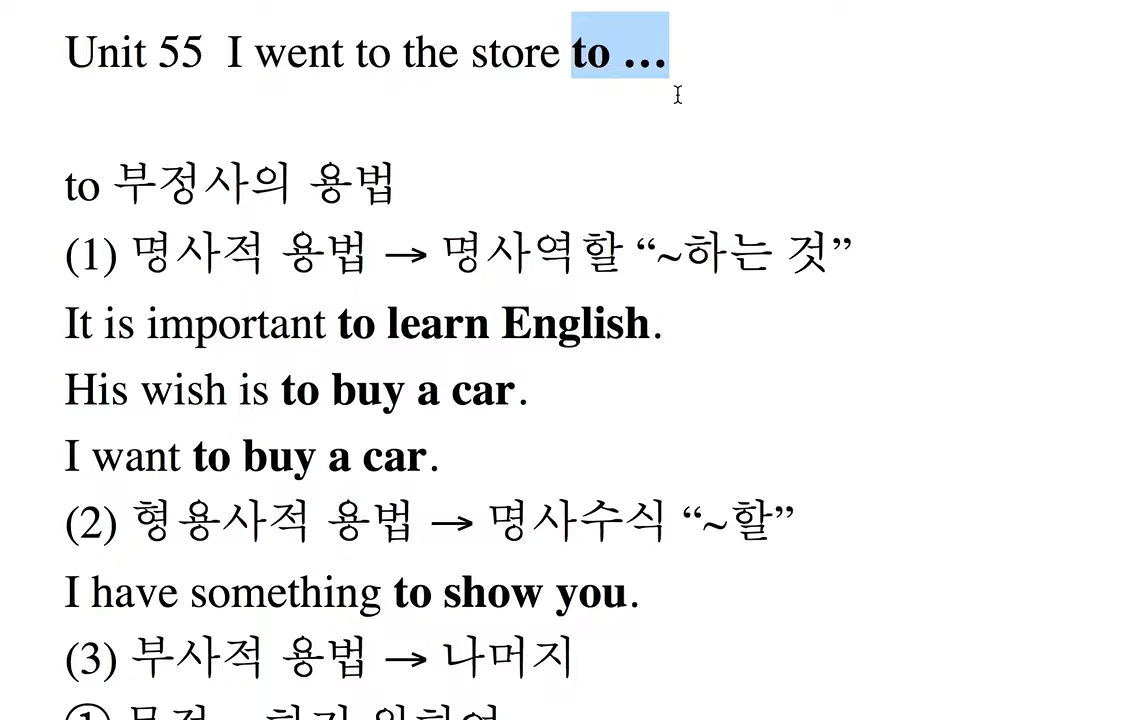 Unit 55 I went to the store to …
to 부정사의 용법
(1) 명사적 용법 → 명사역할 “~하는 것”
It is important to learn English.
His wish is to buy a car.
I want to buy a car.
(2) 형용사적 용법 → 명사수식 “~할”
I have something to show you.
(3) 부사적 용법 → 나머지